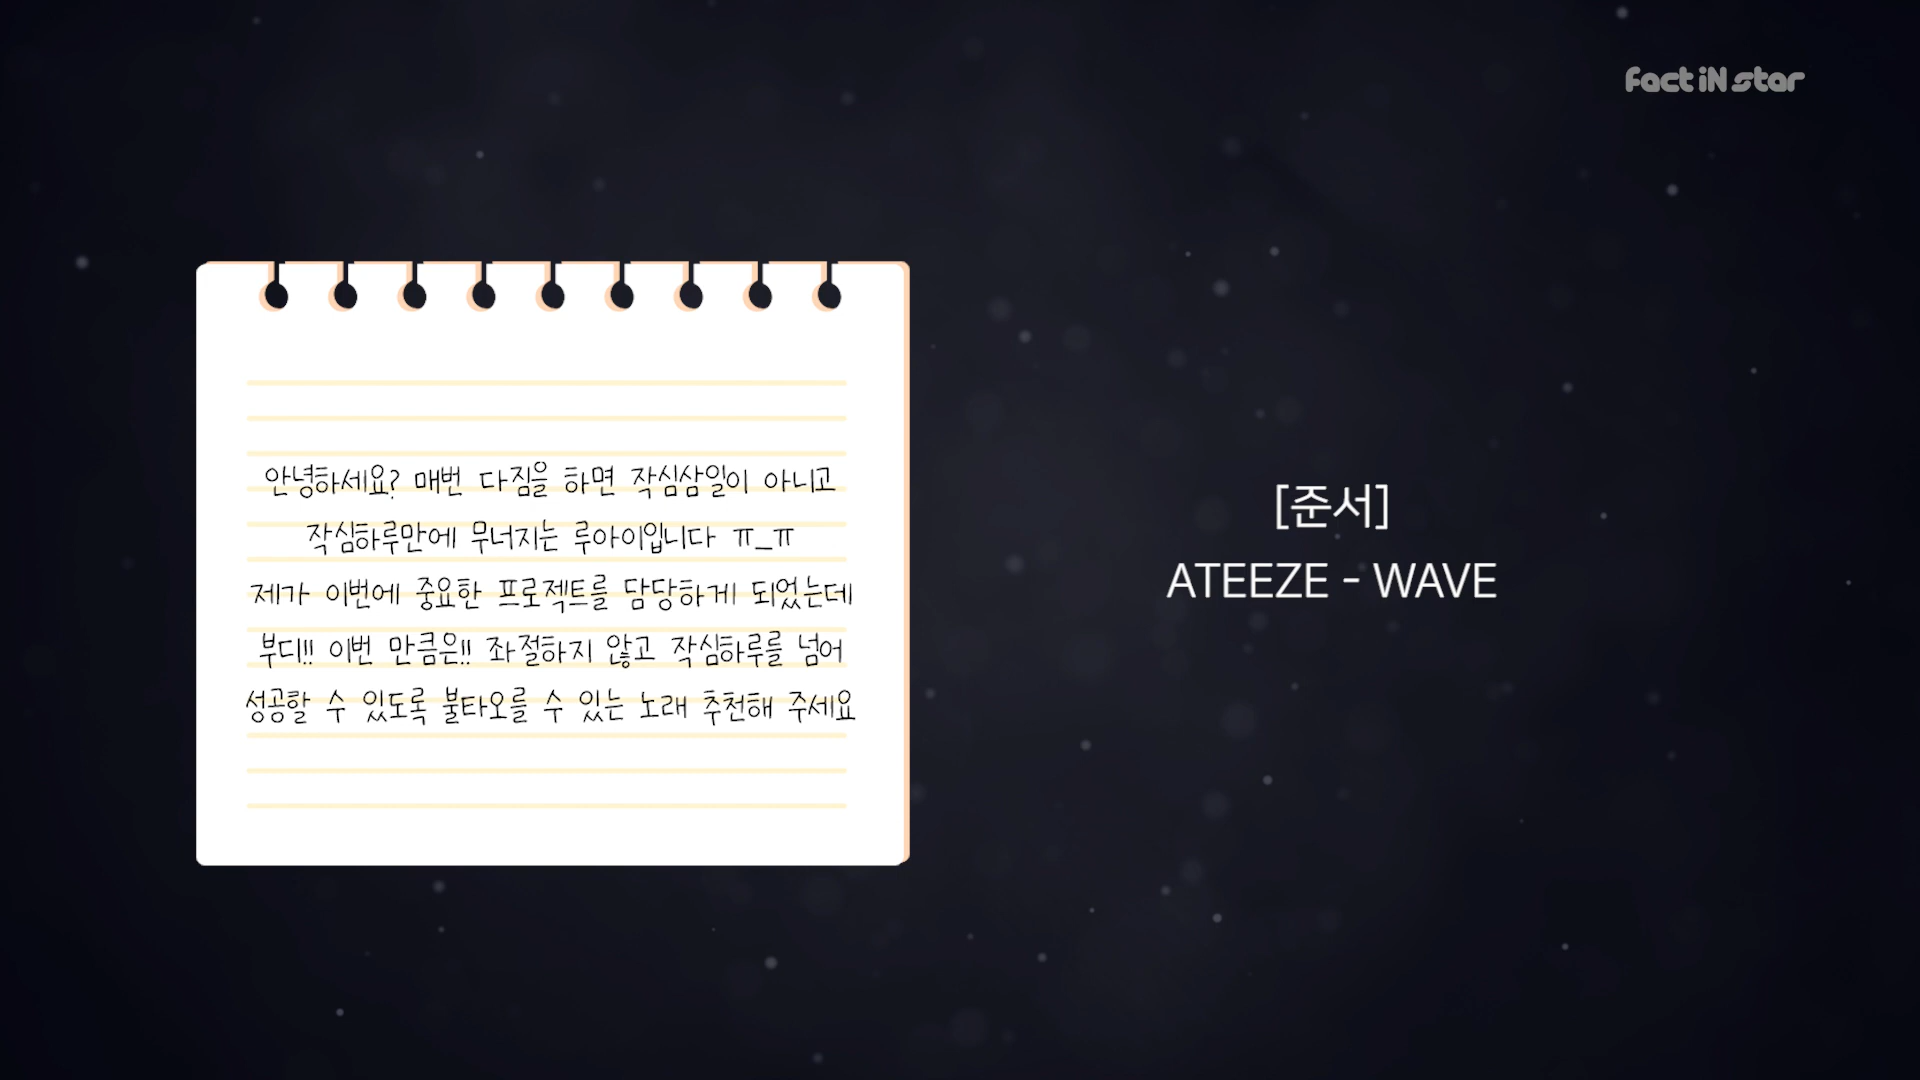 fact iN star
안녕하세요? 매번 다짐을 하면 작심삼일이 아니고
작심하루만에 무너지는 루아이입니다 ㅠ_ㅠ
제가 이번에 중요한 프로젝트를 담당하게 되었는데
부디!! 이번 만큼은!! 좌절하지 않고 작심하루를 넘어
성공할 수 있도록 불타오를 수 있는 노래 추천해 주세요
[준서]
ATEEZE - WAVE